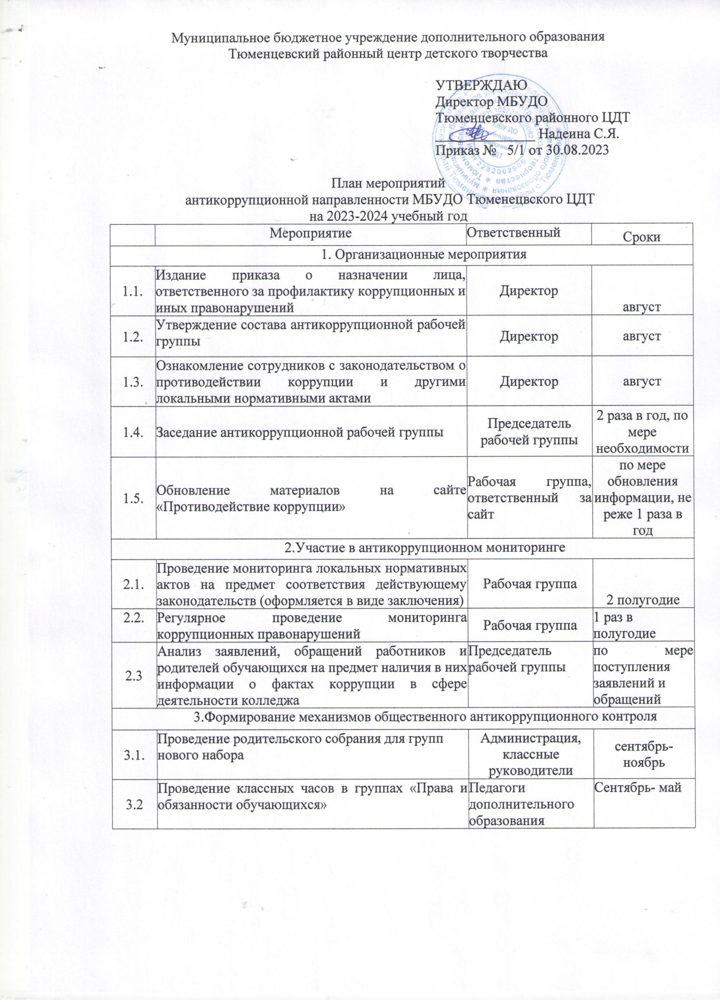 Муниципальное бюджетное учреждение дополнительного образования
Тюменцевский районный центр детского творчества
УТВЕРЖДАЮ
Директор МБУДО
Тюменцевского районного ЦДТ
Надеина С.Я.
Приказ № 5/1 от 30.08.2023
МБУ ДО
Тюменцевский
районный
ЦДТ
2282002906
План мероприятий
антикоррупционной направленности МБУДО Тюменецвского ЦДТ
на 2023-2024 учебный год
Мероприятие Ответственный Сроки
1. Организационные мероприятия
1.1.
Издание приказа о назначении лица,
ответственного за профилактику коррупционных и
иных правонарушений
Директор
август
1.2.
Утверждение состава антикоррупционной рабочей
группы
Директор
август
1.3.
Ознакомление сотрудников с законодательством о
противодействии коррупции и другими
локальными нормативными актами
Директор
август
1.4.
Заседание антикоррупционной рабочей группы
Председатель
рабочей группы
2 раза в год, по
мере
необходимости
1.5.
Обновление материалов на сайте
«Противодействие коррупции»
Рабочая группа,
ответственный за
сайт
по мере
обновления
информации, не
реже 1 раза в
год
2.Участие в антикоррупционном мониторинге
2.1.
Проведение мониторинга локальных нормативных
актов на предмет соответствия действующему
законодательств (оформляется в виде заключения)
Рабочая группа
2 полугодие
2.2.
Регулярное проведение мониторинга
коррупционных правонарушений
Рабочая группа
1 раз в
полугодие
2.3
Анализ заявлений, обращений работников и
родителей обучающихся на предмет наличия в них
информации о фактах коррупции в сфере
деятельности колледжа
Председатель
рабочей группы
по мере
поступления
заявлений и
обращений
3.Формирование механизмов общественного антикоррупционного контроля
3.1.
Проведение родительского собрания для групп
нового набора
Администрация,
классные
руководители
сентябрь-
ноябрь
3.2
Проведение классных часов в группах «Права и
обязанности обучающихся»
Педагоги
дополнительного
образования
Сентябрь- май